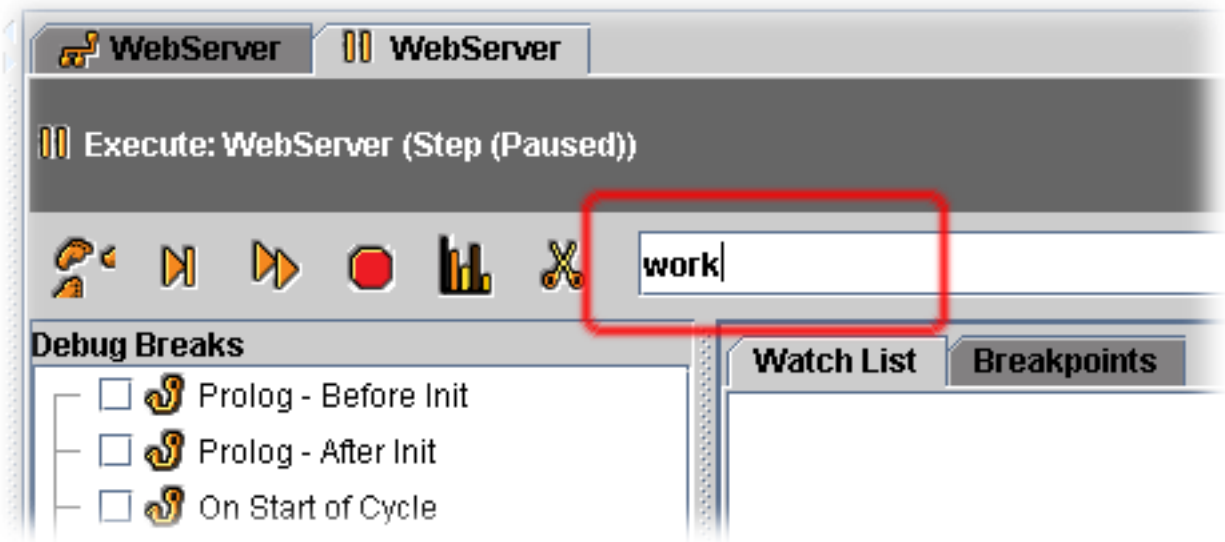 WebServer WebServer
Execute: WebServer (Step (Paused))
work
Debug Breaks
Prolog - Before Init
Prolog - After Init
On Start of Cycle
Watch List Breakpoints